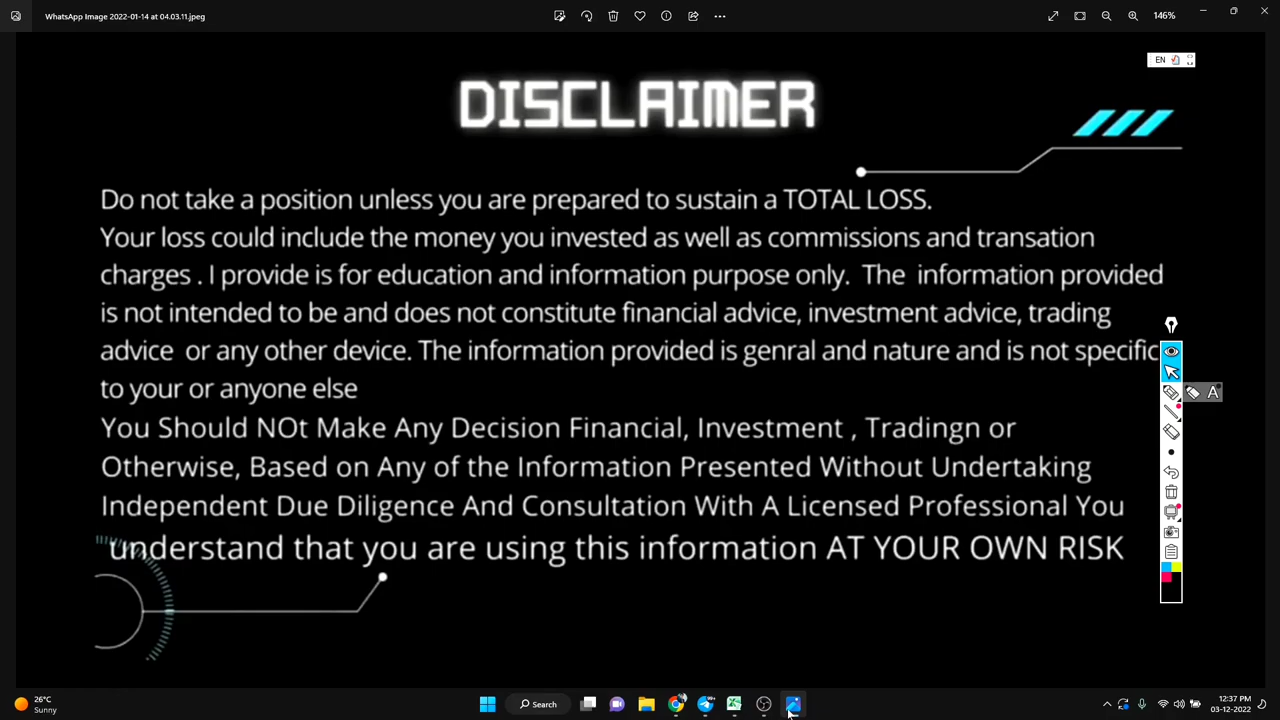 WhatsApp Image 2022-01-14 at 04.03.11.jpeg
146%
EN
DISCLAIMER
Do not take a position unless you are prepared to sustain a TOTAL LOSS.
Your loss could include the money you invested as well as commissions and transation
charges . I provide is for education and information purpose only.  The  information provided
is not intended to be and does not constitute financial advice, investment advice, trading
advice  or any other device. The information provided is genral and nature and is not specific
to your or anyone else
You Should NOt Make Any Decision Financial, Investment , Tradingn or
Otherwise, Based on Any of the Information Presented Without Undertaking
Independent Due Diligence And Consultation With A Licensed Professional You
understand that you are using this information AT YOUR OWN RISK
A
26°C
Sunny
Search
99+
12:37 PM
03-12-2022